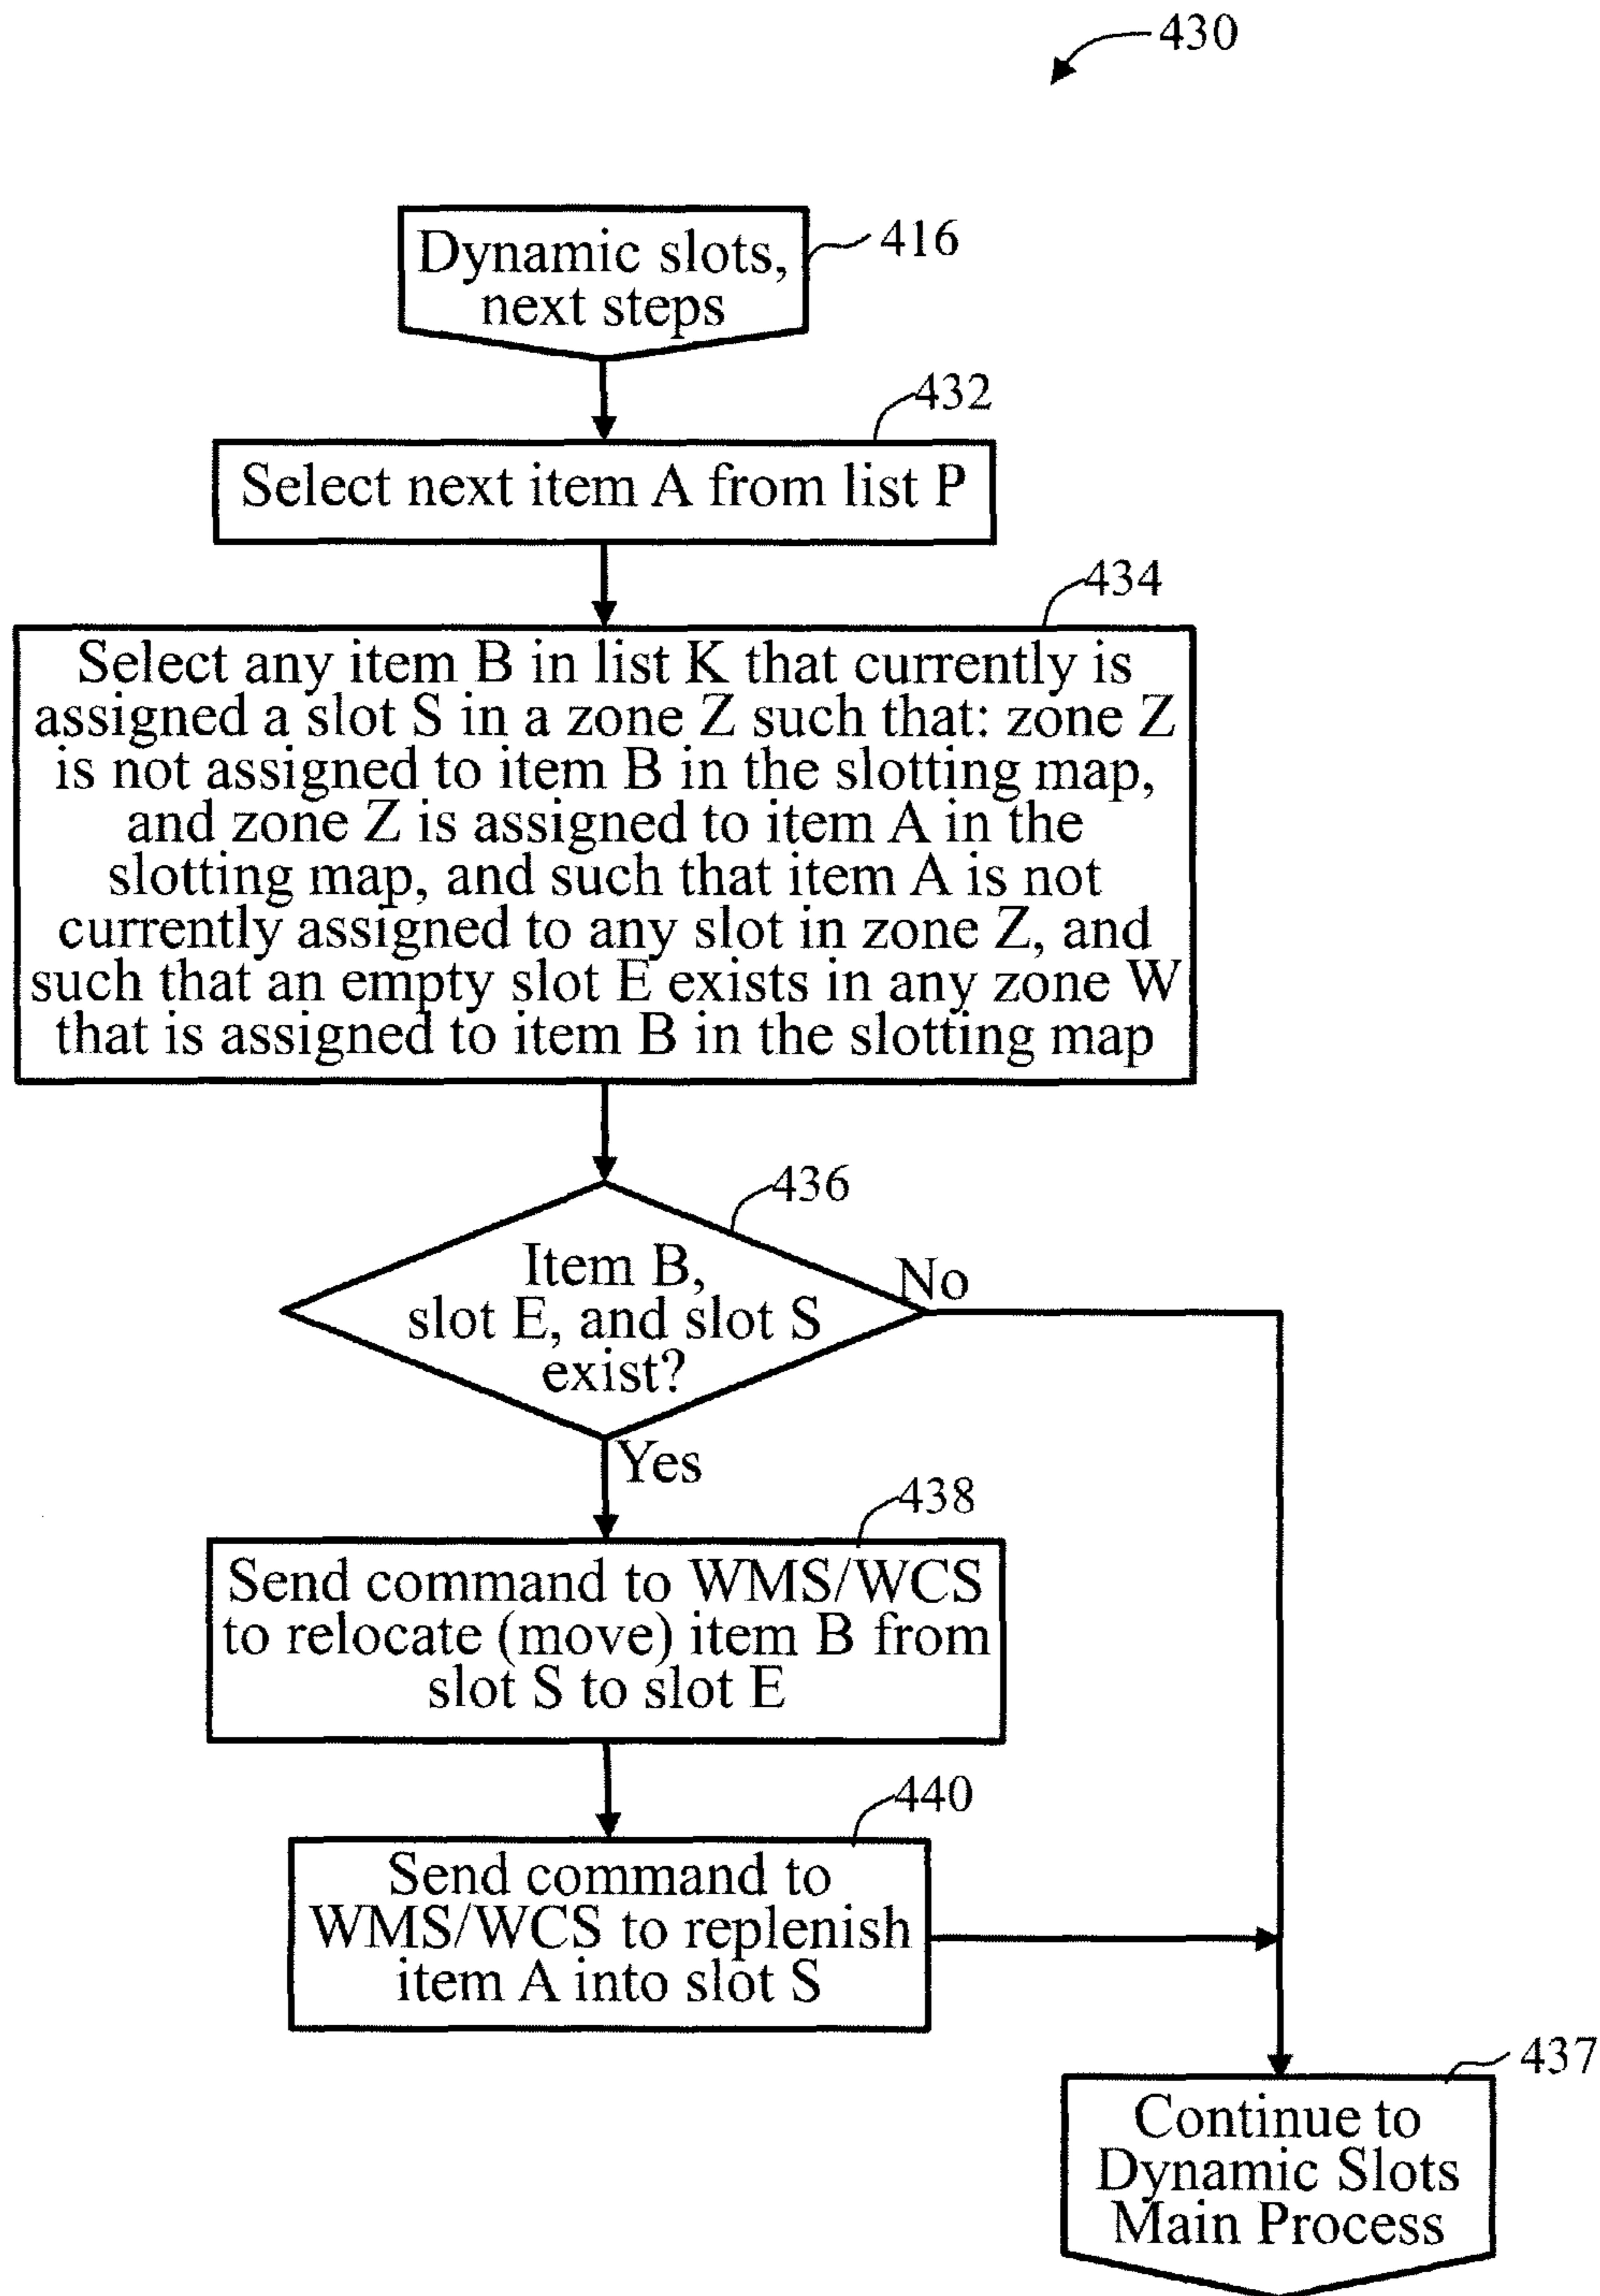 430
Dynamic slots,
next steps
416
432
Select next item A from list P
434
Select any item B in list K that currently is
assigned a slot S in a zone Z such that: zone Z
is not assigned to item B in the slotting map,
and zone Z is assigned to item A in the
slotting map, and such that item A is not
currently assigned to any slot in zone Z, and
such that an empty slot E exists in any zone W
that is assigned to item B in the slotting map
436
Item B,
slot E, and slot S
exist?
No
Yes
438
Send command to WMS/WCS
to relocate (move) item B from
slot S to slot E
440
Send command to
WMS/WCS to replenish
item A into slot S
437
Continue to
Dynamic Slots
Main Process